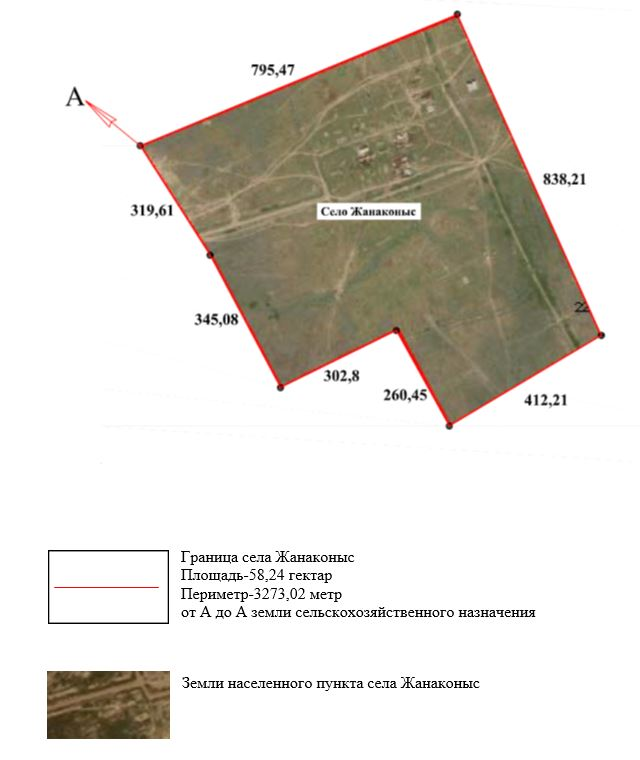 795,47
А
838,21
319,61
Село Жанаконыс
345,08
22
302,8
260,45
412,21
Граница села Жанаконыс
Площадь-58,24 гектар
Периметр-3273,02 метр
от А до А земли сельскохозяйственного назначения
Земли населенного пункта села Жанаконыс